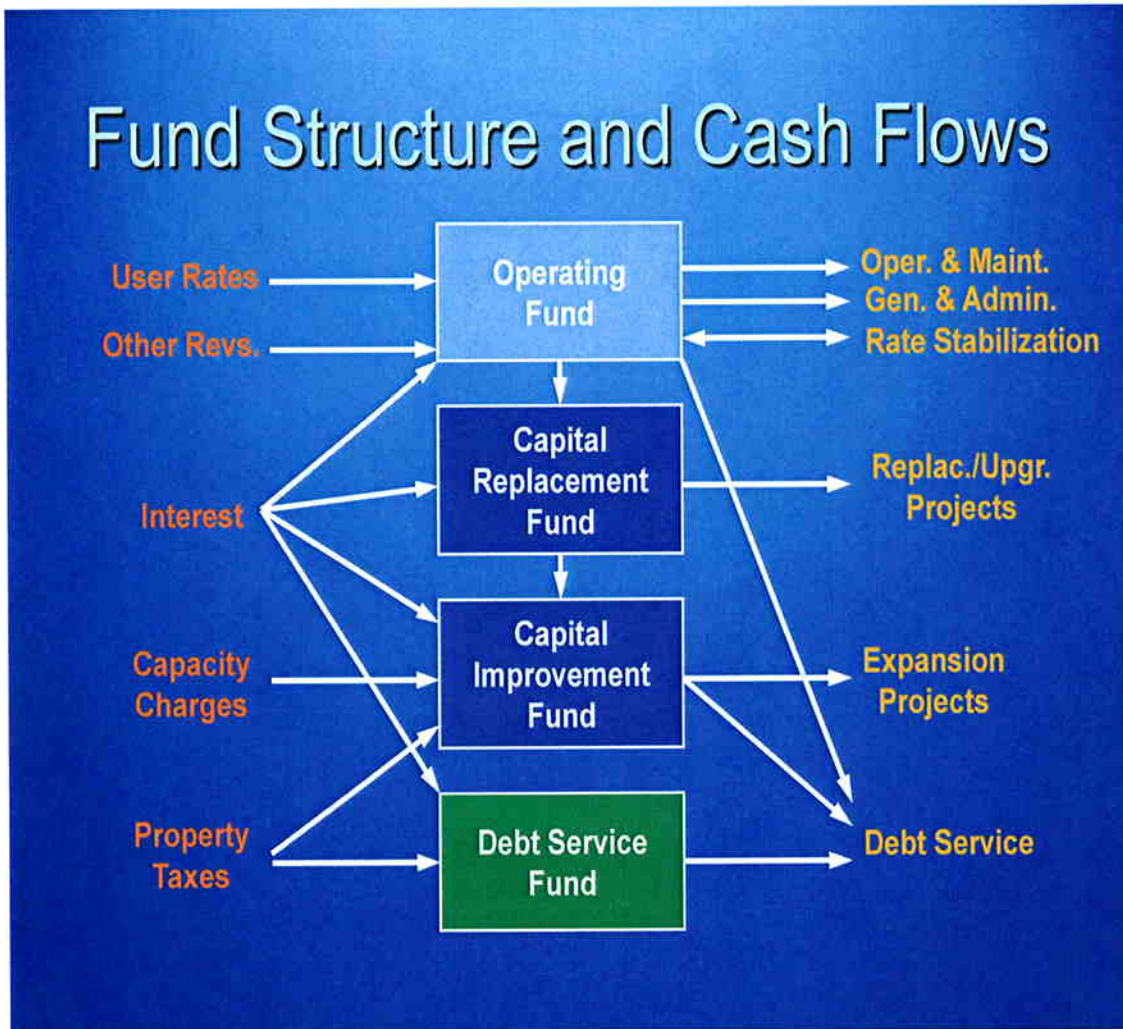 Fund Structure and Cash Flows
User Rates
Other Revs.
Interest
Capacity
Charges
Property
Taxes
Operating
Fund
Capital
Replacement
Fund
Capital
Improvement
Fund
Debt Service
Fund
Oper. & Maint.
Gen. & Admin.
Rate Stabilization
Replac./Upgr.
Projects
Expansion
Projects
Debt Service